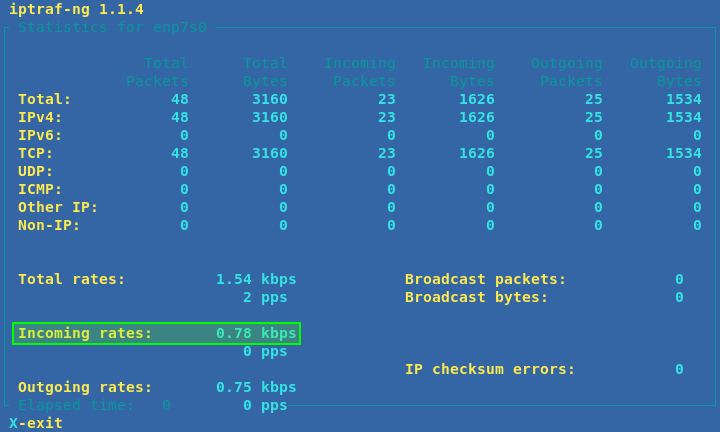 iptraf-ng 1.1.4
Statistics for enp7s0
Total Total Incoming Incoming Outgoing Outgoing
Packets Bytes Packets Bytes Packets Bytes
Total: 48 3160 23 1626 25 1534
IPv4: 48 3160 23 1626 25 1534
IPv6: 0 0 0 0 0 0
TCP: 48 3160 23 1626 25 1534
UDP: 0 0 0 0 0 0
ICMP: 0 0 0 0 0 0
Other IP: 0 0 0 0 0 0
Non-IP: 0 0 0 0 0 0
Total rates: 1.54 kbps Broadcast packets: 0
2 pps Broadcast bytes: 0
Incoming rates: 0.78 kbps
0 pps
IP checksum errors: 0
Outgoing rates: 0.75 kbps
Elapsed time: 0 0 pps
X-exit